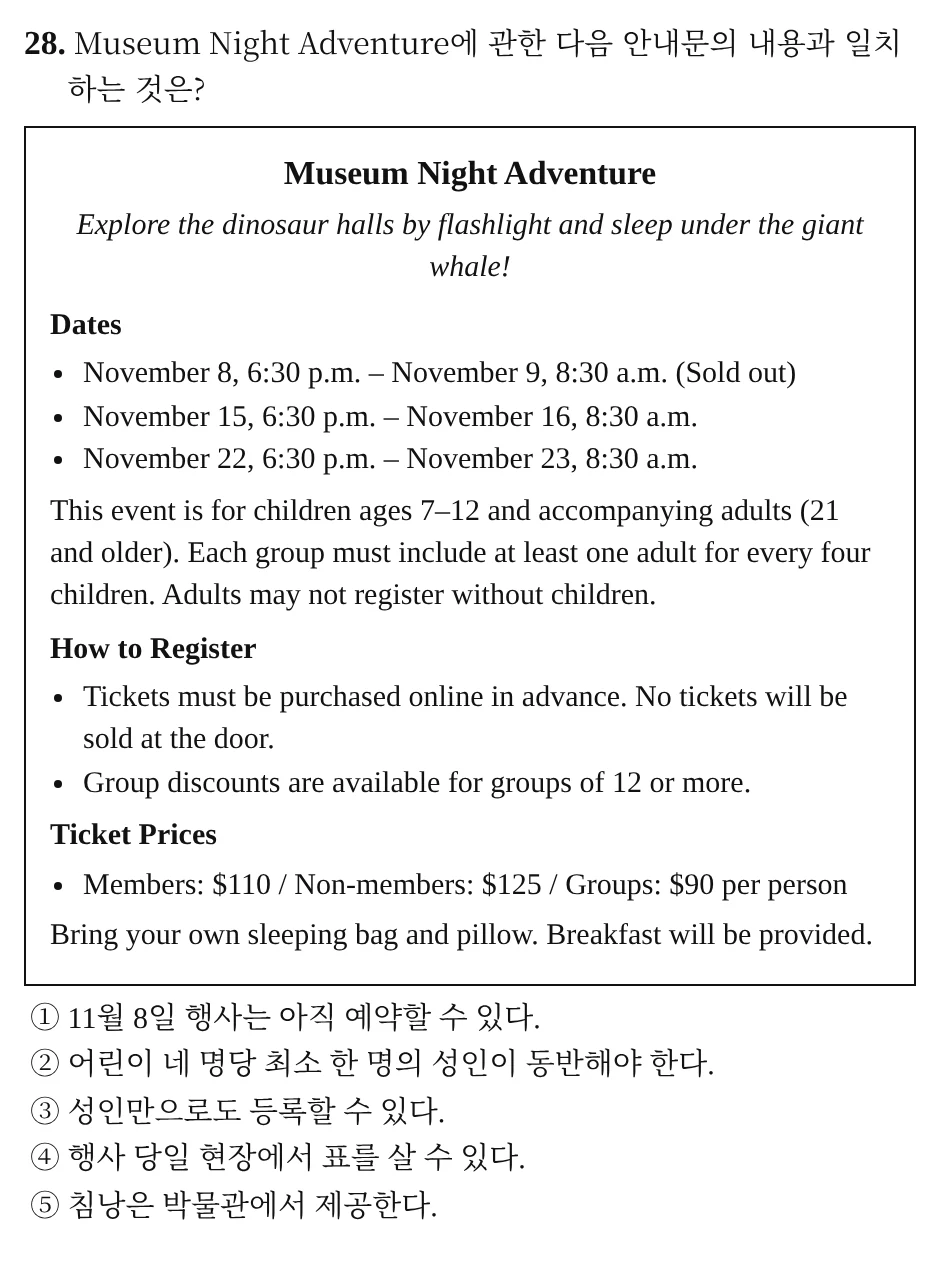 28. Museum Night Adventure에 관한 다음 안내문의 내용과 일치
하는 것은?
Museum Night Adventure
Explore the dinosaur halls by flashlight and sleep under the giant
whale!
Dates
• November 8, 6:30 p.m. – November 9, 8:30 a.m. (Sold out)
• November 15, 6:30 p.m. – November 16, 8:30 a.m.
• November 22, 6:30 p.m. – November 23, 8:30 a.m.
This event is for children ages 7–12 and accompanying adults (21
and older). Each group must include at least one adult for every four
children. Adults may not register without children.
How to Register
• Tickets must be purchased online in advance. No tickets will be
sold at the door.
• Group discounts are available for groups of 12 or more.
Ticket Prices
• Members: $110 / Non-members: $125 / Groups: $90 per person
Bring your own sleeping bag and pillow. Breakfast will be provided.
① 11월 8일 행사는 아직 예약할 수 있다.
② 어린이 네 명당 최소 한 명의 성인이 동반해야 한다.
③ 성인만으로도 등록할 수 있다.
④ 행사 당일 현장에서 표를 살 수 있다.
⑤ 침낭은 박물관에서 제공한다.